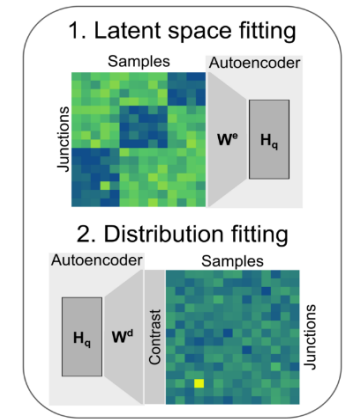 1. Latent space fitting
Samples
Autoencoder
Junctions
Wᵉ
H_q
2. Distribution fitting
Autoencoder
Samples
H_q
Wᵈ
Contrast
Junctions